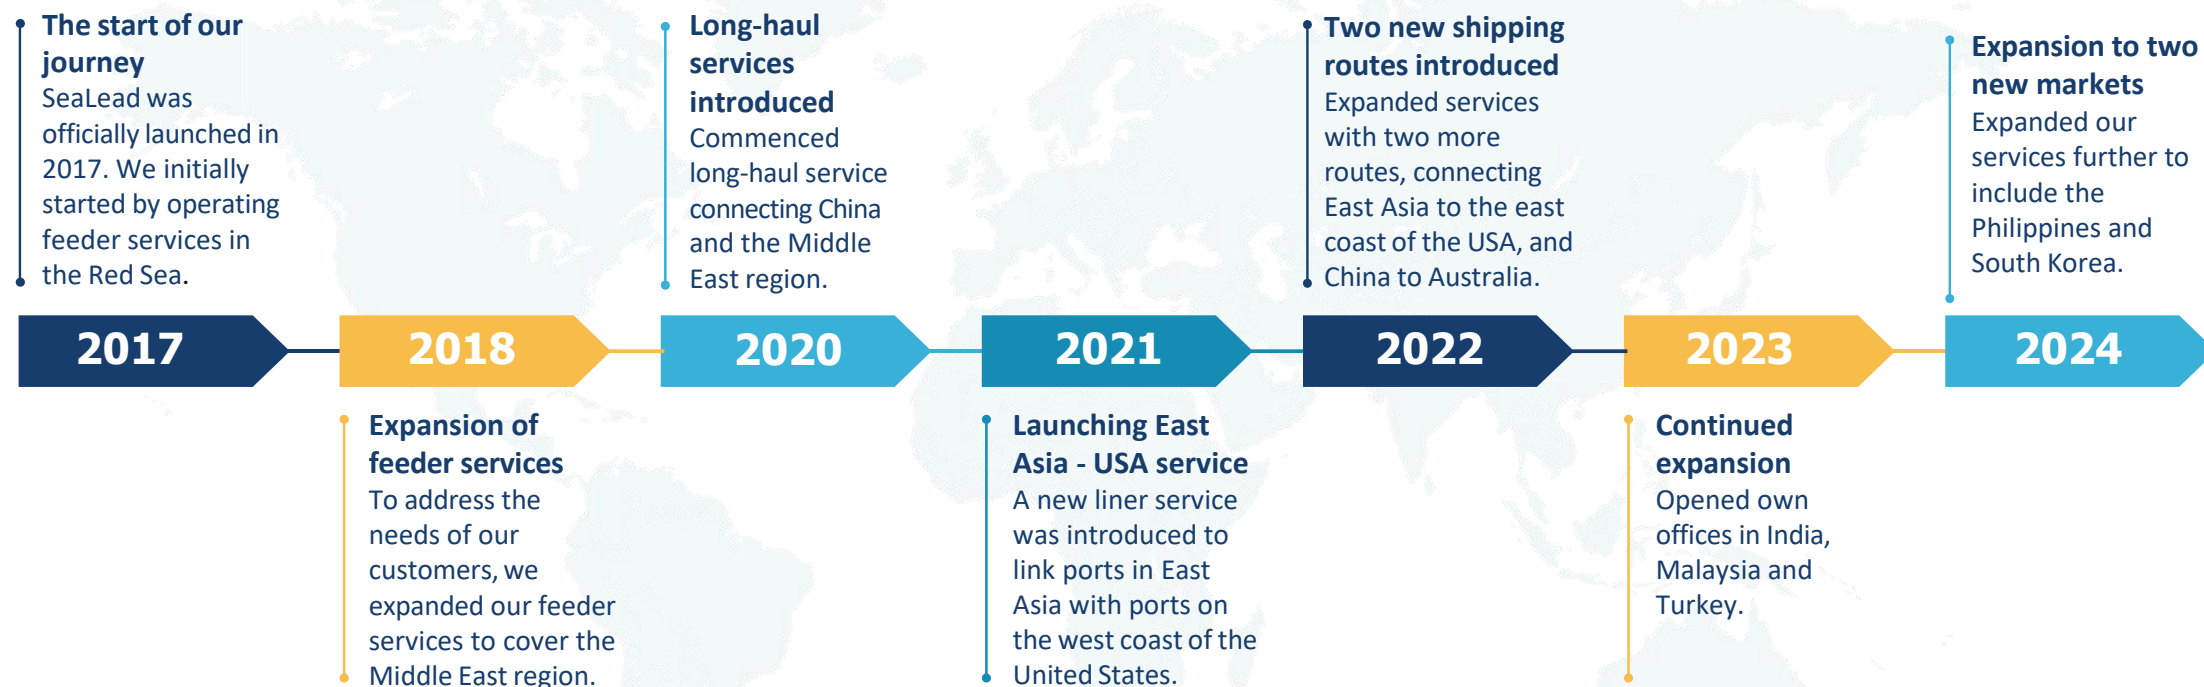 The start of our
journey
SeaLead was
officially launched in
2017. We initially
started by operating
feeder services in
the Red Sea.
Long-haul
services
introduced
Commenced
long-haul service
connecting China
and the Middle
East region.
Two new shipping
routes introduced
Expanded services
with two more
routes, connecting
East Asia to the east
coast of the USA, and
China to Australia.
Expansion to two
new markets
Expanded our
services further to
include the
Philippines and
South Korea.
2017
2018
2020
2021
2022
2023
2024
Expansion of
feeder services
To address the
needs of our
customers, we
expanded our feeder
services to cover the
Middle East region.
Launching East
Asia - USA service
A new liner service
was introduced to
link ports in East
Asia with ports on
the west coast of the
United States.
Continued
expansion
Opened own
offices in India,
Malaysia and
Turkey.